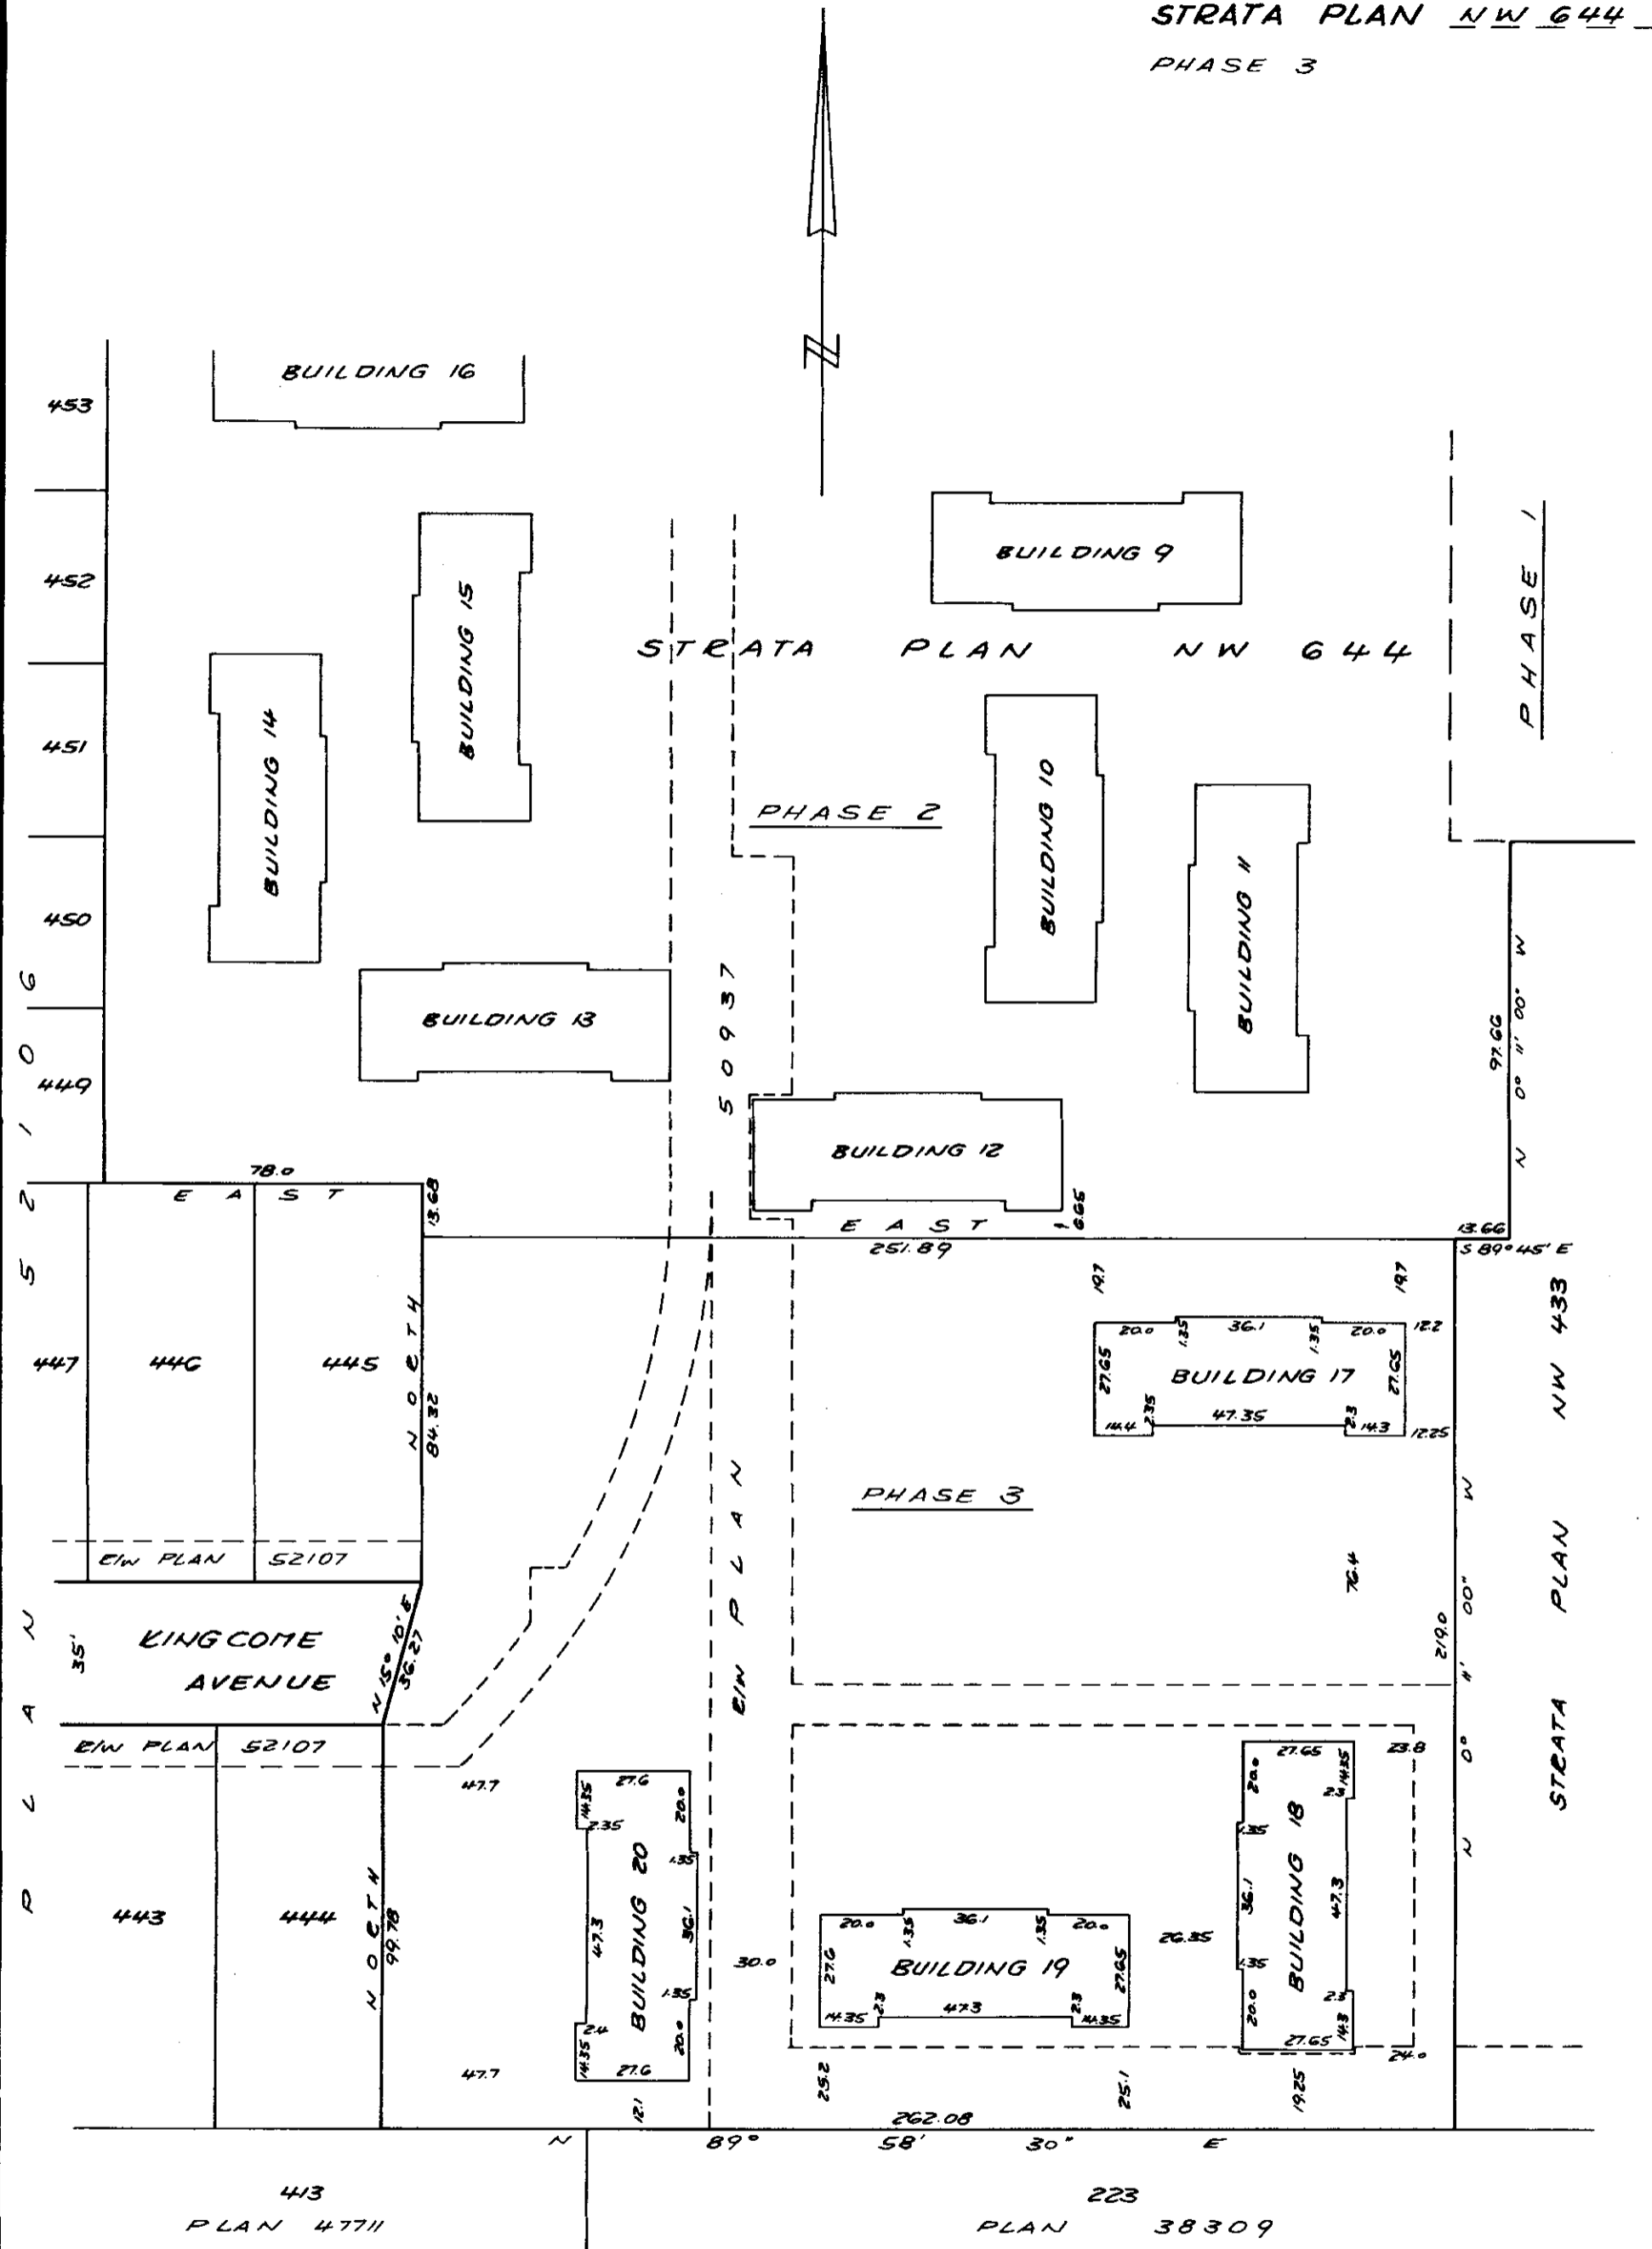 STRATA PLAN NW 644
PHASE 3
N
BUILDING 16
453
452
451
450
449
BUILDING 15
BUILDING 14
BUILDING 13
BUILDING 9
STRATA PLAN NW 644
PHASE 1
PHASE 2
BUILDING 10
BUILDING 11
BUILDING 12
50937
E/W PLAN
97.66
N 0° 11' 00" W
78.0
EAST
13.68
EAST
6.65
251.89
13.66
S 89° 45' E
PLAN 52106
447
446
445
NORTH
84.32
E/W PLAN 52107
KINGCOME
AVENUE
35'
N 15° 10' E
36.27
E/W PLAN 52107
443
444
NORTH
99.78
19.7
19.7
20.0
1.35
36.1
1.35
20.0
12.2
27.65
BUILDING 17
27.65
14.4
2.35
47.35
2.3
14.3
12.25
PHASE 3
76.4
219.0
N 0° 11' 00" W
STRATA PLAN NW 433
47.7
27.6
14.35
2.35
20.0
1.35
47.3
BUILDING 20
36.1
1.35
2.4
14.35
20.0
27.6
47.7
12.1
30.0
20.0
1.35
36.1
1.35
20.0
27.6
BUILDING 19
27.65
14.35
2.3
47.3
2.3
14.35
25.2
25.1
26.35
27.65
23.8
20.0
14.35
1.35
36.1
BUILDING 18
47.3
1.35
20.0
2.3
14.3
27.65
24.0
19.25
262.08
N 89° 58' 30" E
413
PLAN 47711
223
PLAN 38309